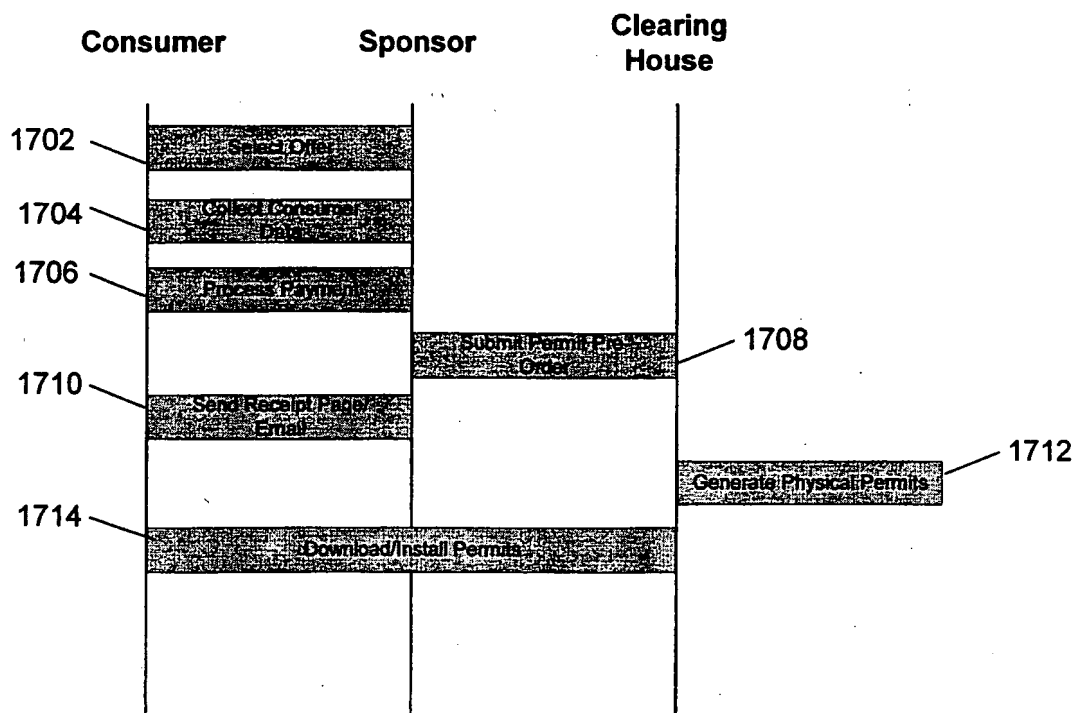 Consumer
Sponsor
Clearing
House
1702
Select Offer
1704
Collect Consumer
Data
1706
Process Payment
Submit Permit Pre-
Order
1708
1710
Send Receipt Page/
Email
Generate Physical Permits
1712
1714
Download/Install Permits